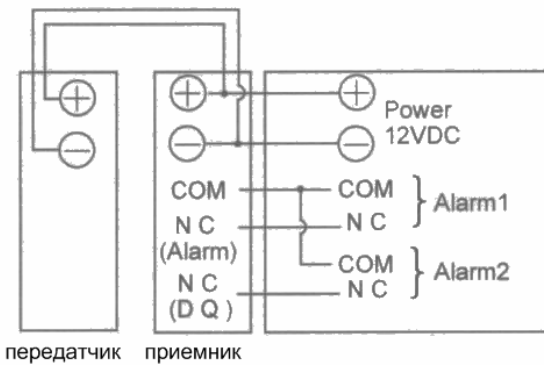 + + + Power
- - - 12VDC
COM COM Alarm1
N C N C
(Alarm)
COM Alarm2
N C N C
(D Q)
передатчик приемник